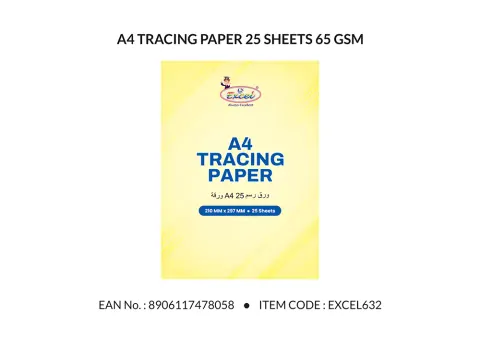 A4 TRACING PAPER 25 SHEETS 65 GSM
Excel
A4
TRACING
PAPER
ورق رسم A4 25 ورقة
210 MM x 297 MM • 25 Sheets
EAN No. : 8906117478058 ● ITEM CODE : EXCEL632